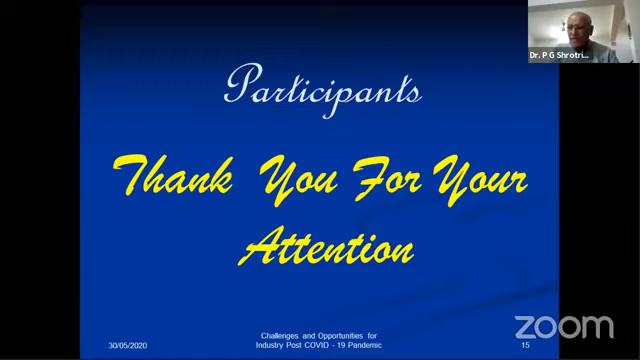 Dr. P G Shrotri...
Participants
Thank You For Your
Attention
30/05/2020
Challenges and Opportunities for
Industry Post COVID - 19 Pandemic
15
zoom